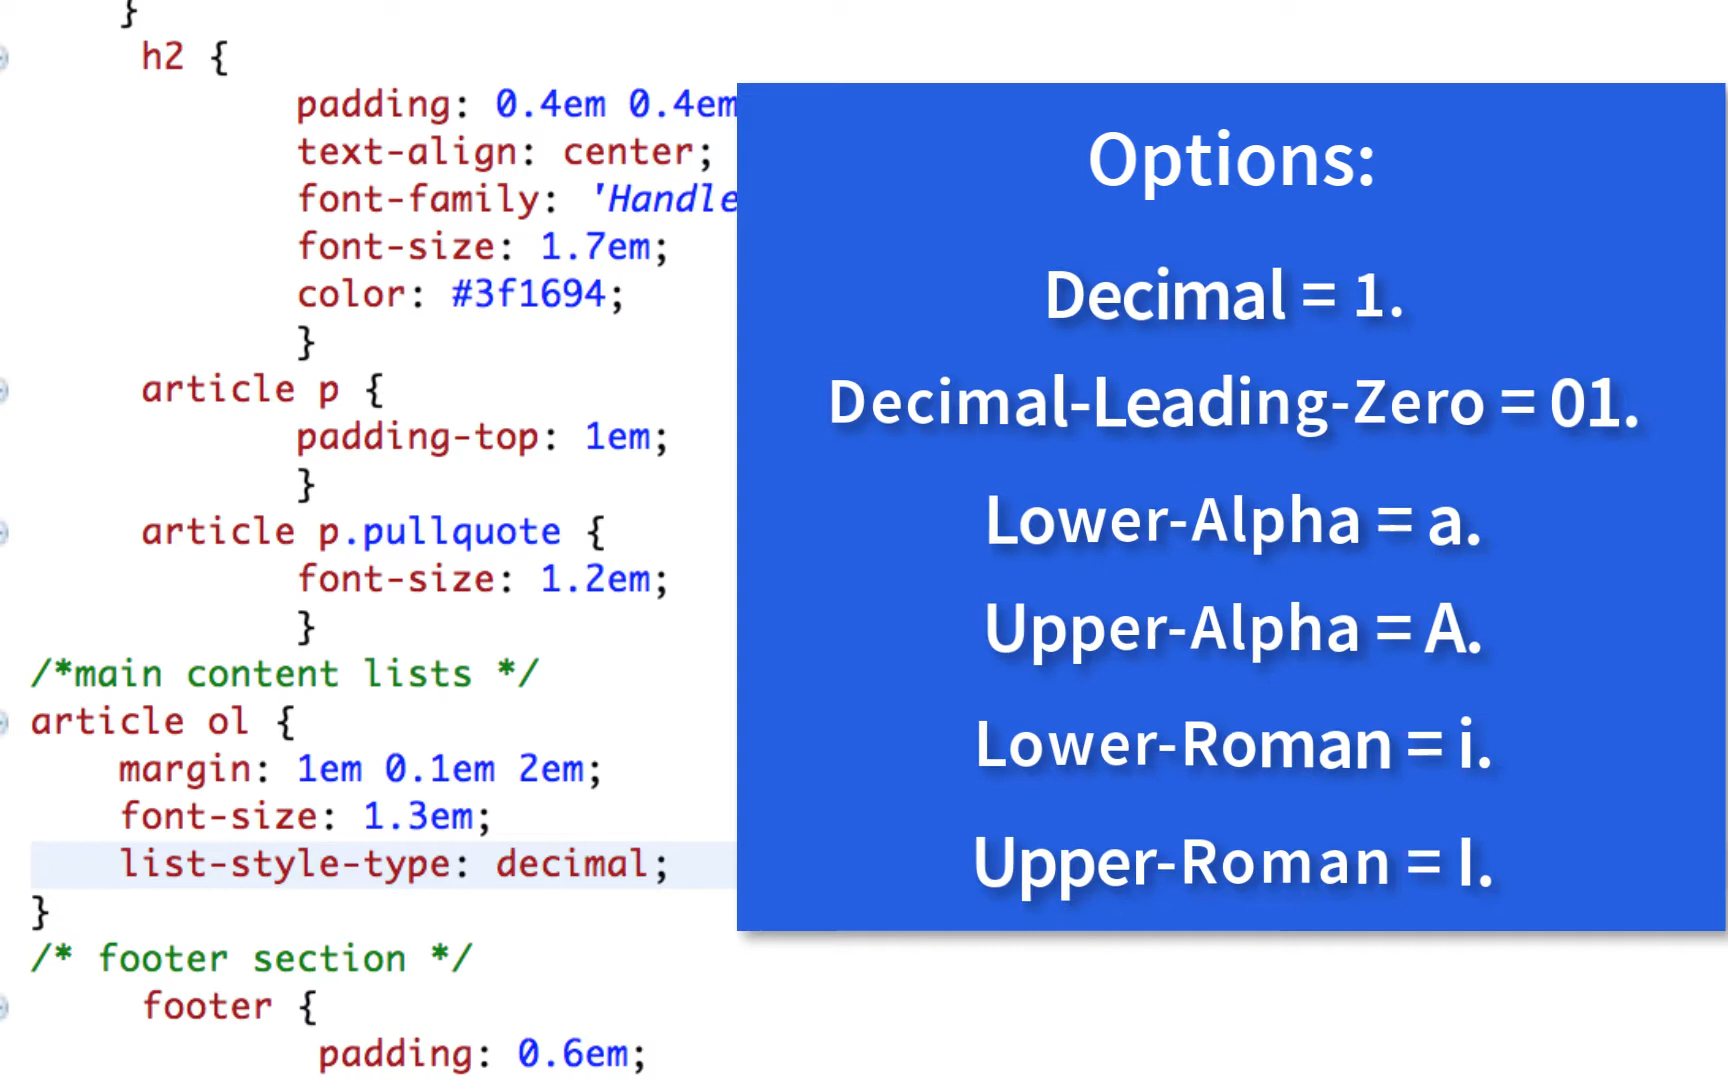 }
h2 {
padding: 0.4em 0.4em
text-align: center;
font-family: 'Handle
font-size: 1.7em;
color: #3f1694;
}
article p {
padding-top: 1em;
}
article p.pullquote {
font-size: 1.2em;
}
/*main content lists */
article ol {
margin: 1em 0.1em 2em;
font-size: 1.3em;
list-style-type: decimal;
}
/* footer section */
footer {
padding: 0.6em;
Options:
Decimal = 1.
Decimal-Leading-Zero = 01.
Lower-Alpha = a.
Upper-Alpha = A.
Lower-Roman = i.
Upper-Roman = I.